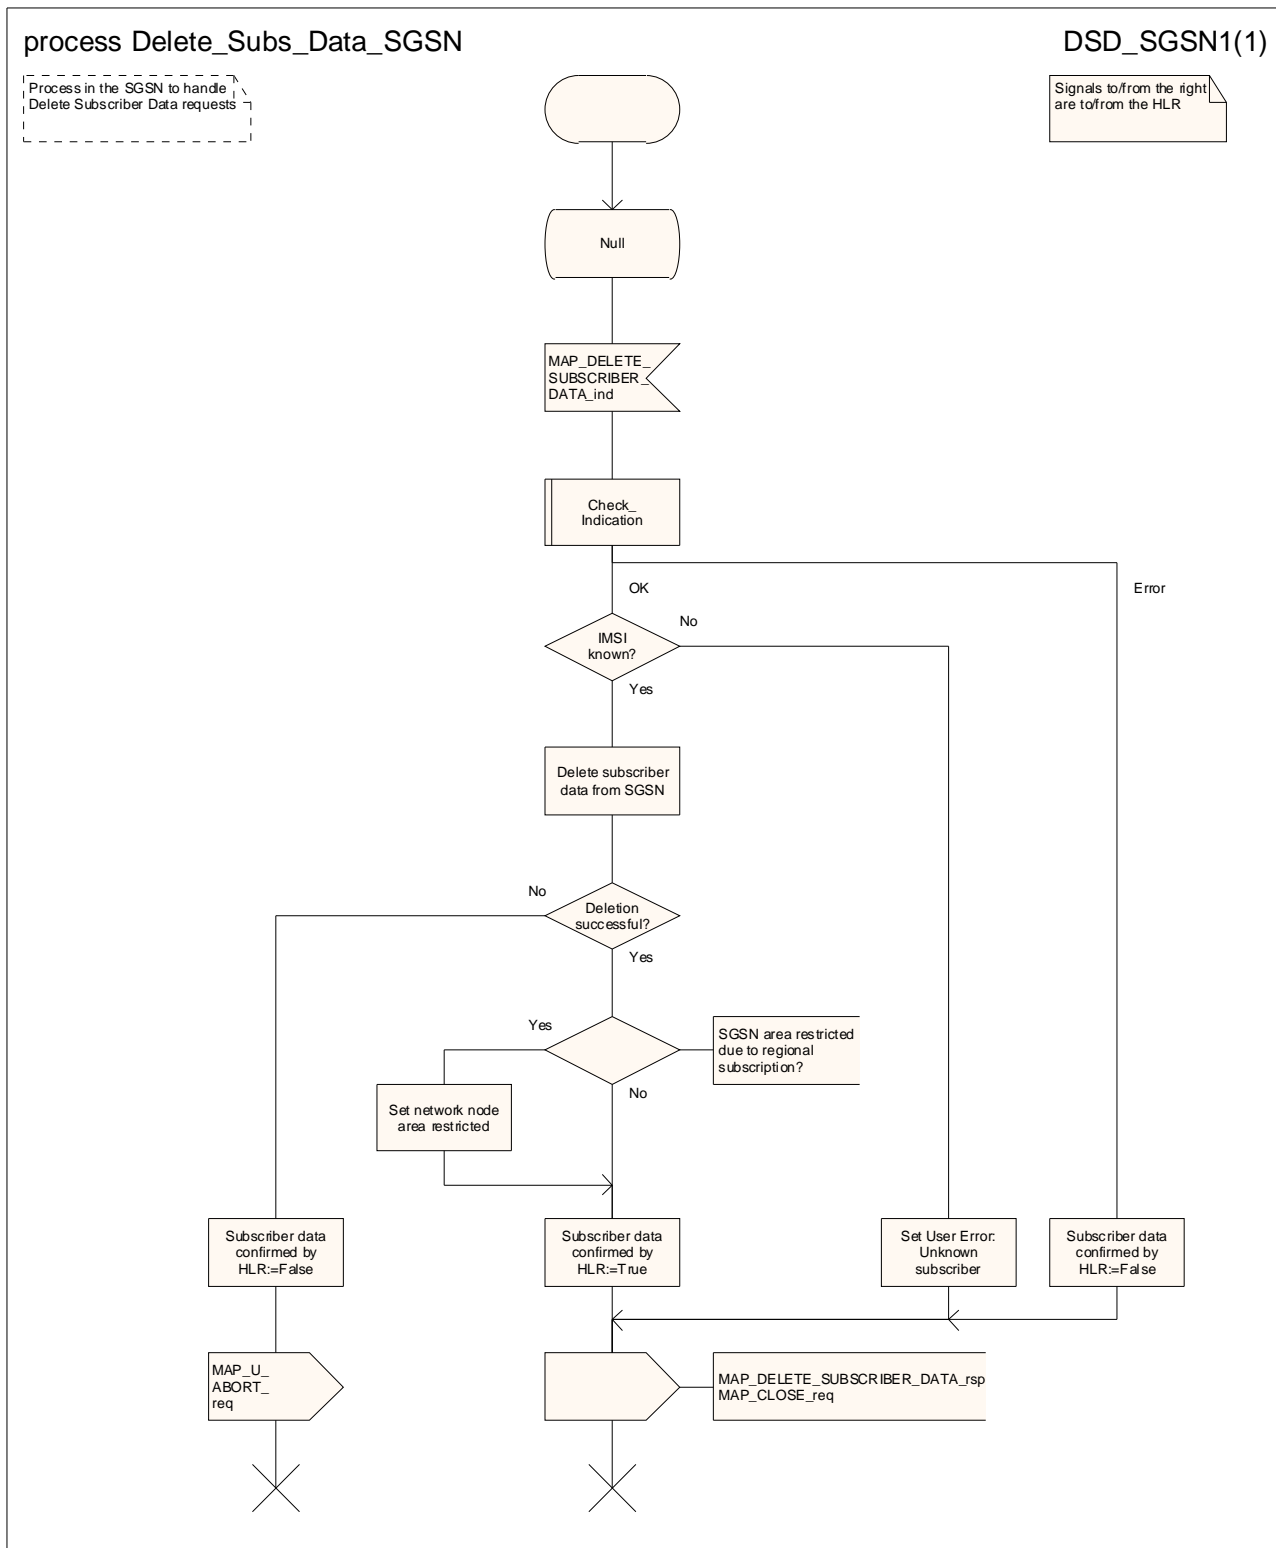 process Delete_Subs_Data_SGSN
DSD_SGSN1(1)
Process in the SGSN to handle
Delete Subscriber Data requests
Signals to/from the right
are to/from the HLR
Null
MAP_DELETE_
SUBSCRIBER_
DATA_ind
Check_
Indication
OK
Error
No
IMSI
known?
Yes
Delete subscriber
data from SGSN
No
Deletion
successful?
Yes
Yes
SGSN area restricted
due to regional
subscription?
No
Set network node
area restricted
Subscriber data
confirmed by
HLR:=False
Subscriber data
confirmed by
HLR:=True
Set User Error:
Unknown
subscriber
Subscriber data
confirmed by
HLR:=False
MAP_U_
ABORT_
req
MAP_DELETE_SUBSCRIBER_DATA_rsp
MAP_CLOSE_req